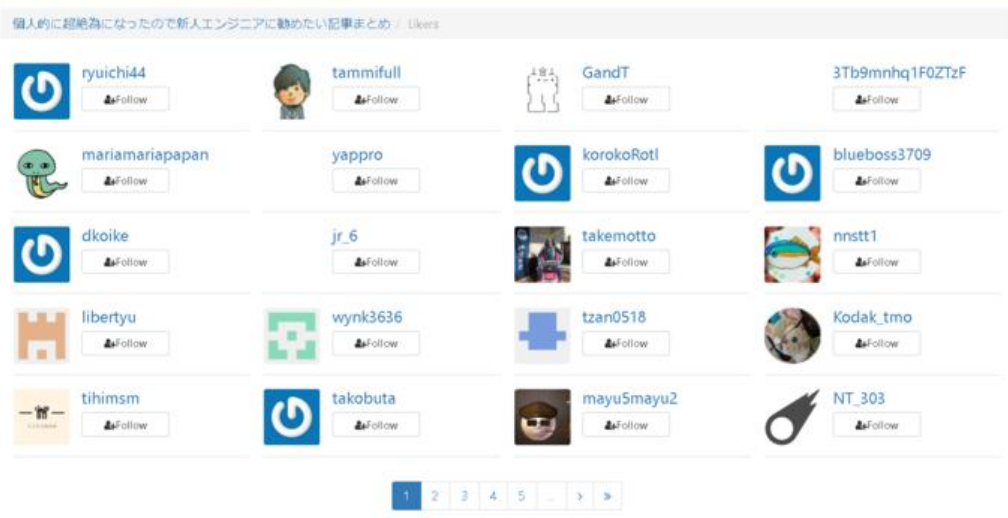 個人的に超絶為になったので新人エンジニアに勧めたい記事まとめ / Likers
ryuichi44
Follow
tammifull
Follow
GandT
Follow
3Tb9mnhq1F0ZTzF
Follow
mariamariapapan
Follow
yappro
Follow
korokoRotl
Follow
blueboss3709
Follow
dkoike
Follow
jr_6
Follow
takemotto
Follow
nnstt1
Follow
libertyu
Follow
wynk3636
Follow
tzan0518
Follow
Kodak_tmo
Follow
tihimsm
Follow
takobuta
Follow
mayu5mayu2
Follow
NT_303
Follow
1 2 3 4 5 ... › »